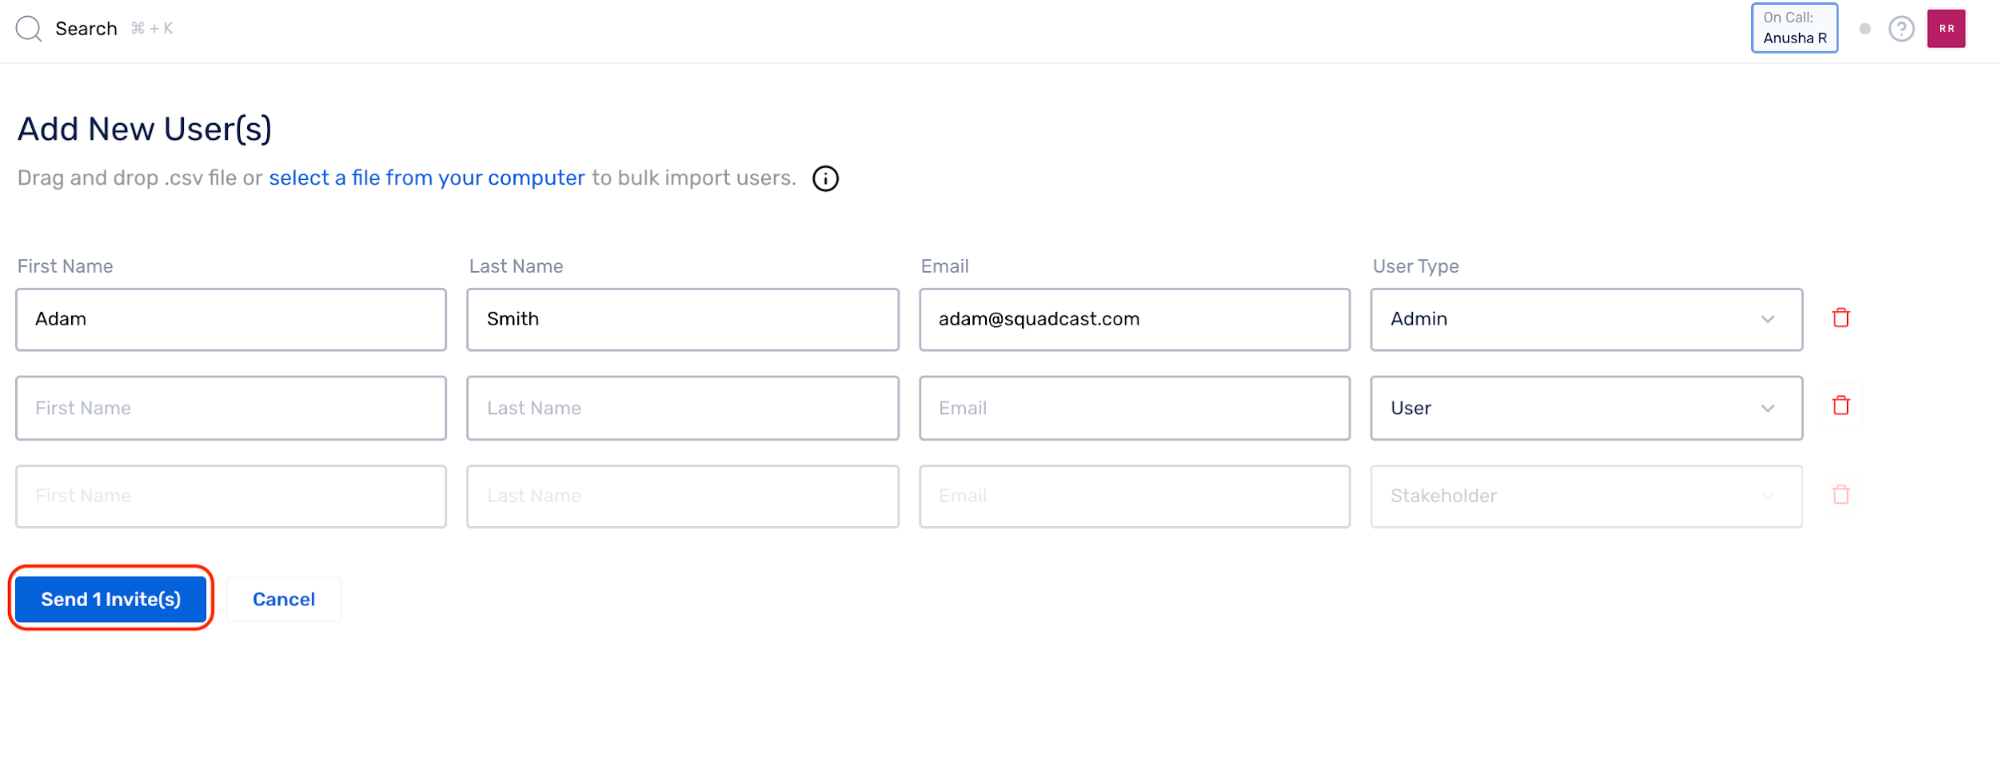 Search ⌘ + K
On Call:
Anusha R
RR
Add New User(s)
Drag and drop .csv file or select a file from your computer to bulk import users.
First Name Last Name Email User Type
Adam Smith adam@squadcast.com Admin
First Name Last Name Email User
First Name Last Name Email Stakeholder
Send 1 Invite(s) Cancel